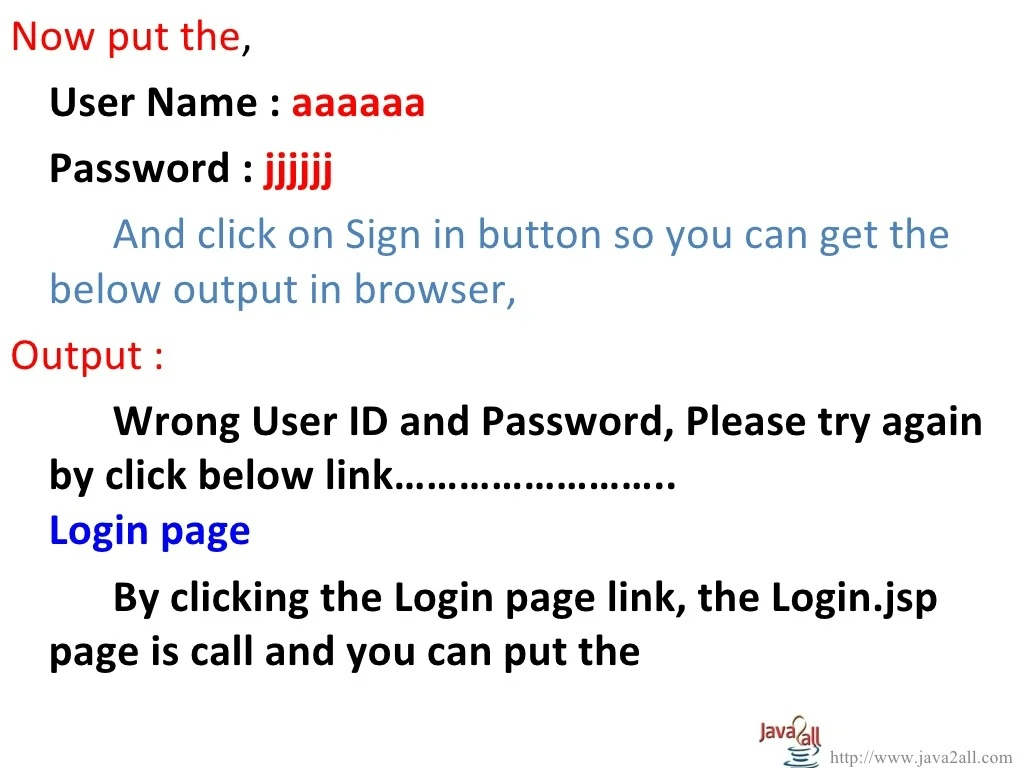 Now put the,
User Name : aaaaaa
Password : jjjjjj
And click on Sign in button so you can get the
below output in browser,
Output :
Wrong User ID and Password, Please try again
by click below link……………………..
Login page
By clicking the Login page link, the Login.jsp
page is call and you can put the
Java2all
http://www.java2all.com